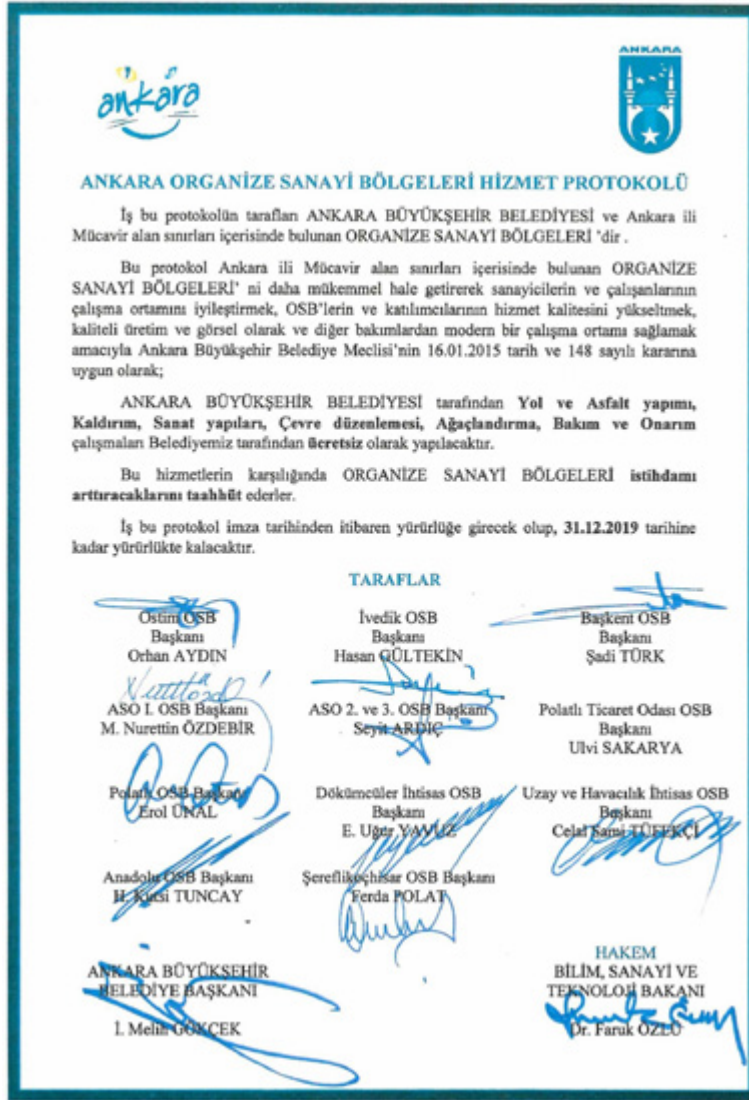 ankara
ANKARA
ANKARA ORGANİZE SANAYİ BÖLGELERİ HİZMET PROTOKOLÜ
İş bu protokolün tarafları ANKARA BÜYÜKŞEHİR BELEDİYESİ ve Ankara ili
Mücavir alan sınırları içerisinde bulunan ORGANİZE SANAYİ BÖLGELERİ 'dir .
Bu protokol Ankara ili Mücavir alan sınırları içerisinde bulunan ORGANİZE
SANAYİ BÖLGELERİ' ni daha mükemmel hale getirerek sanayicilerin ve çalışanlarının
çalışma ortamını iyileştirmek, OSB'lerin ve katılımcılarının hizmet kalitesini yükseltmek,
kaliteli üretim ve görsel olarak ve diğer bakımlardan modern bir çalışma ortamı sağlamak
amacıyla Ankara Büyükşehir Belediye Meclisi'nin 16.01.2015 tarih ve 148 sayılı kararına
uygun olarak;
ANKARA BÜYÜKŞEHİR BELEDİYESİ tarafından Yol ve Asfalt yapımı,
Kaldırım, Sanat yapıları, Çevre düzenlemesi, Ağaçlandırma, Bakım ve Onarım
çalışmaları Belediyemiz tarafından ücretsiz olarak yapılacaktır.
Bu hizmetlerin karşılığında ORGANİZE SANAYİ BÖLGELERİ istihdamı
arttıracaklarını taahhüt ederler.
İş bu protokol imza tarihinden itibaren yürürlüğe girecek olup, 31.12.2019 tarihine
kadar yürürlükte kalacaktır.
TARAFLAR
Ostim OSB
Başkanı
Orhan AYDIN
İvedik OSB
Başkanı
Hasan GÜLTEKİN
Başkent OSB
Başkanı
Şadi TÜRK
ASO I. OSB Başkanı
M. Nurettin ÖZDEBİR
ASO 2. ve 3. OSB Başkanı
Seyit ARDIÇ
Polatlı Ticaret Odası OSB
Başkanı
Ulvi SAKARYA
Polatlı OSB Başkanı
Erol ÜNAL
Dökümcüler İhtisas OSB
Başkanı
E. Uğur YAVUZ
Uzay ve Havacılık İhtisas OSB
Başkanı
Celal Sami TÜFEKÇİ
Anadolu OSB Başkanı
H. Kutsi TUNCAY
Şereflikoçhisar OSB Başkanı
Ferda POLAT
ANKARA BÜYÜKŞEHİR
BELEDİYE BAŞKANI
İ. Melih GÖKÇEK
HAKEM
BİLİM, SANAYİ VE
TEKNOLOJİ BAKANI
Dr. Faruk ÖZLÜ